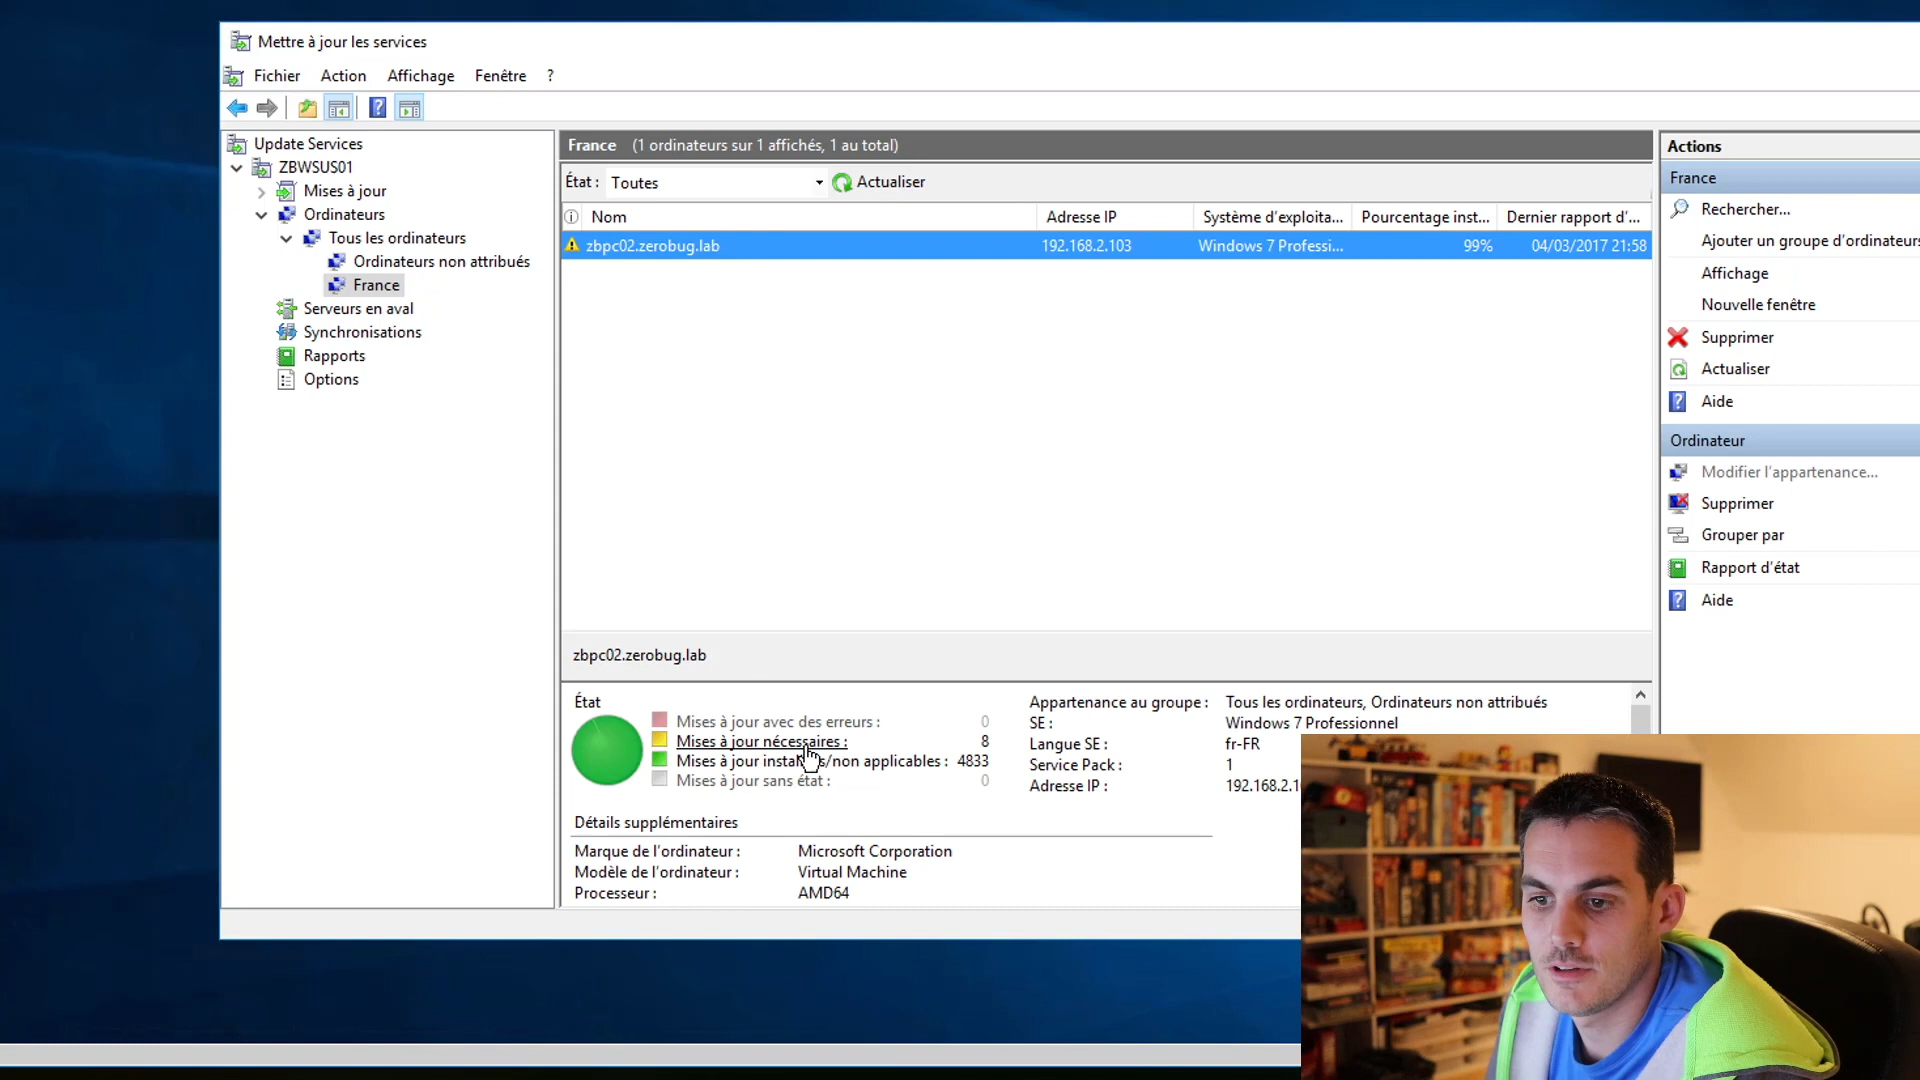 Mettre à jour les services
Fichier Action Affichage Fenêtre ?
Update Services
ZBWSUS01
Mises à jour
Ordinateurs
Tous les ordinateurs
Ordinateurs non attribués
France
Serveurs en aval
Synchronisations
Rapports
Options
France (1 ordinateurs sur 1 affichés, 1 au total)
État : Toutes Actualiser
Nom Adresse IP Système d'exploita... Pourcentage inst... Dernier rapport d'...
zbpc02.zerobug.lab 192.168.2.103 Windows 7 Professi... 99% 04/03/2017 21:58
zbpc02.zerobug.lab
État
Mises à jour avec des erreurs : 0
Mises à jour nécessaires : 8
Mises à jour installés/non applicables : 4833
Mises à jour sans état : 0
Appartenance au groupe : Tous les ordinateurs, Ordinateurs non attribués
SE : Windows 7 Professionnel
Langue SE : fr-FR
Service Pack : 1
Adresse IP : 192.168.2.1
Détails supplémentaires
Marque de l'ordinateur : Microsoft Corporation
Modèle de l'ordinateur : Virtual Machine
Processeur : AMD64
Actions
France
Rechercher...
Ajouter un groupe d'ordinateurs
Affichage
Nouvelle fenêtre
Supprimer
Actualiser
Aide
Ordinateur
Modifier l'appartenance...
Supprimer
Grouper par
Rapport d'état
Aide